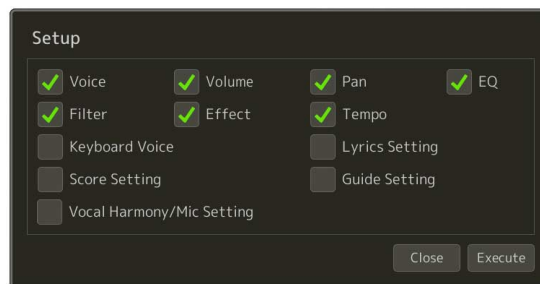 Setup
Voice Volume Pan EQ
Filter Effect Tempo
Keyboard Voice Lyrics Setting
Score Setting Guide Setting
Vocal Harmony/Mic Setting
Close Execute